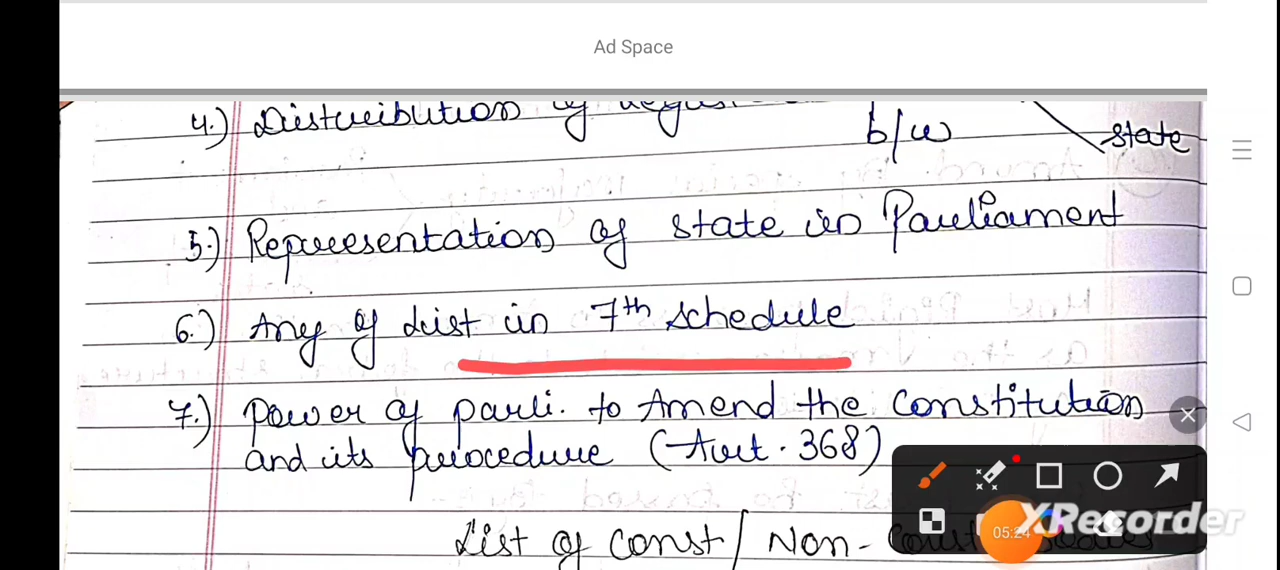 Ad Space
4.) Distribution of
b/w
state
5.) Representation of state in Parliament
6.) Any of list in 7th schedule
7.) Power of parli. to Amend the constitution
and its procedure (Art. 368)
List of const/ Non-
05:24
XRecorder